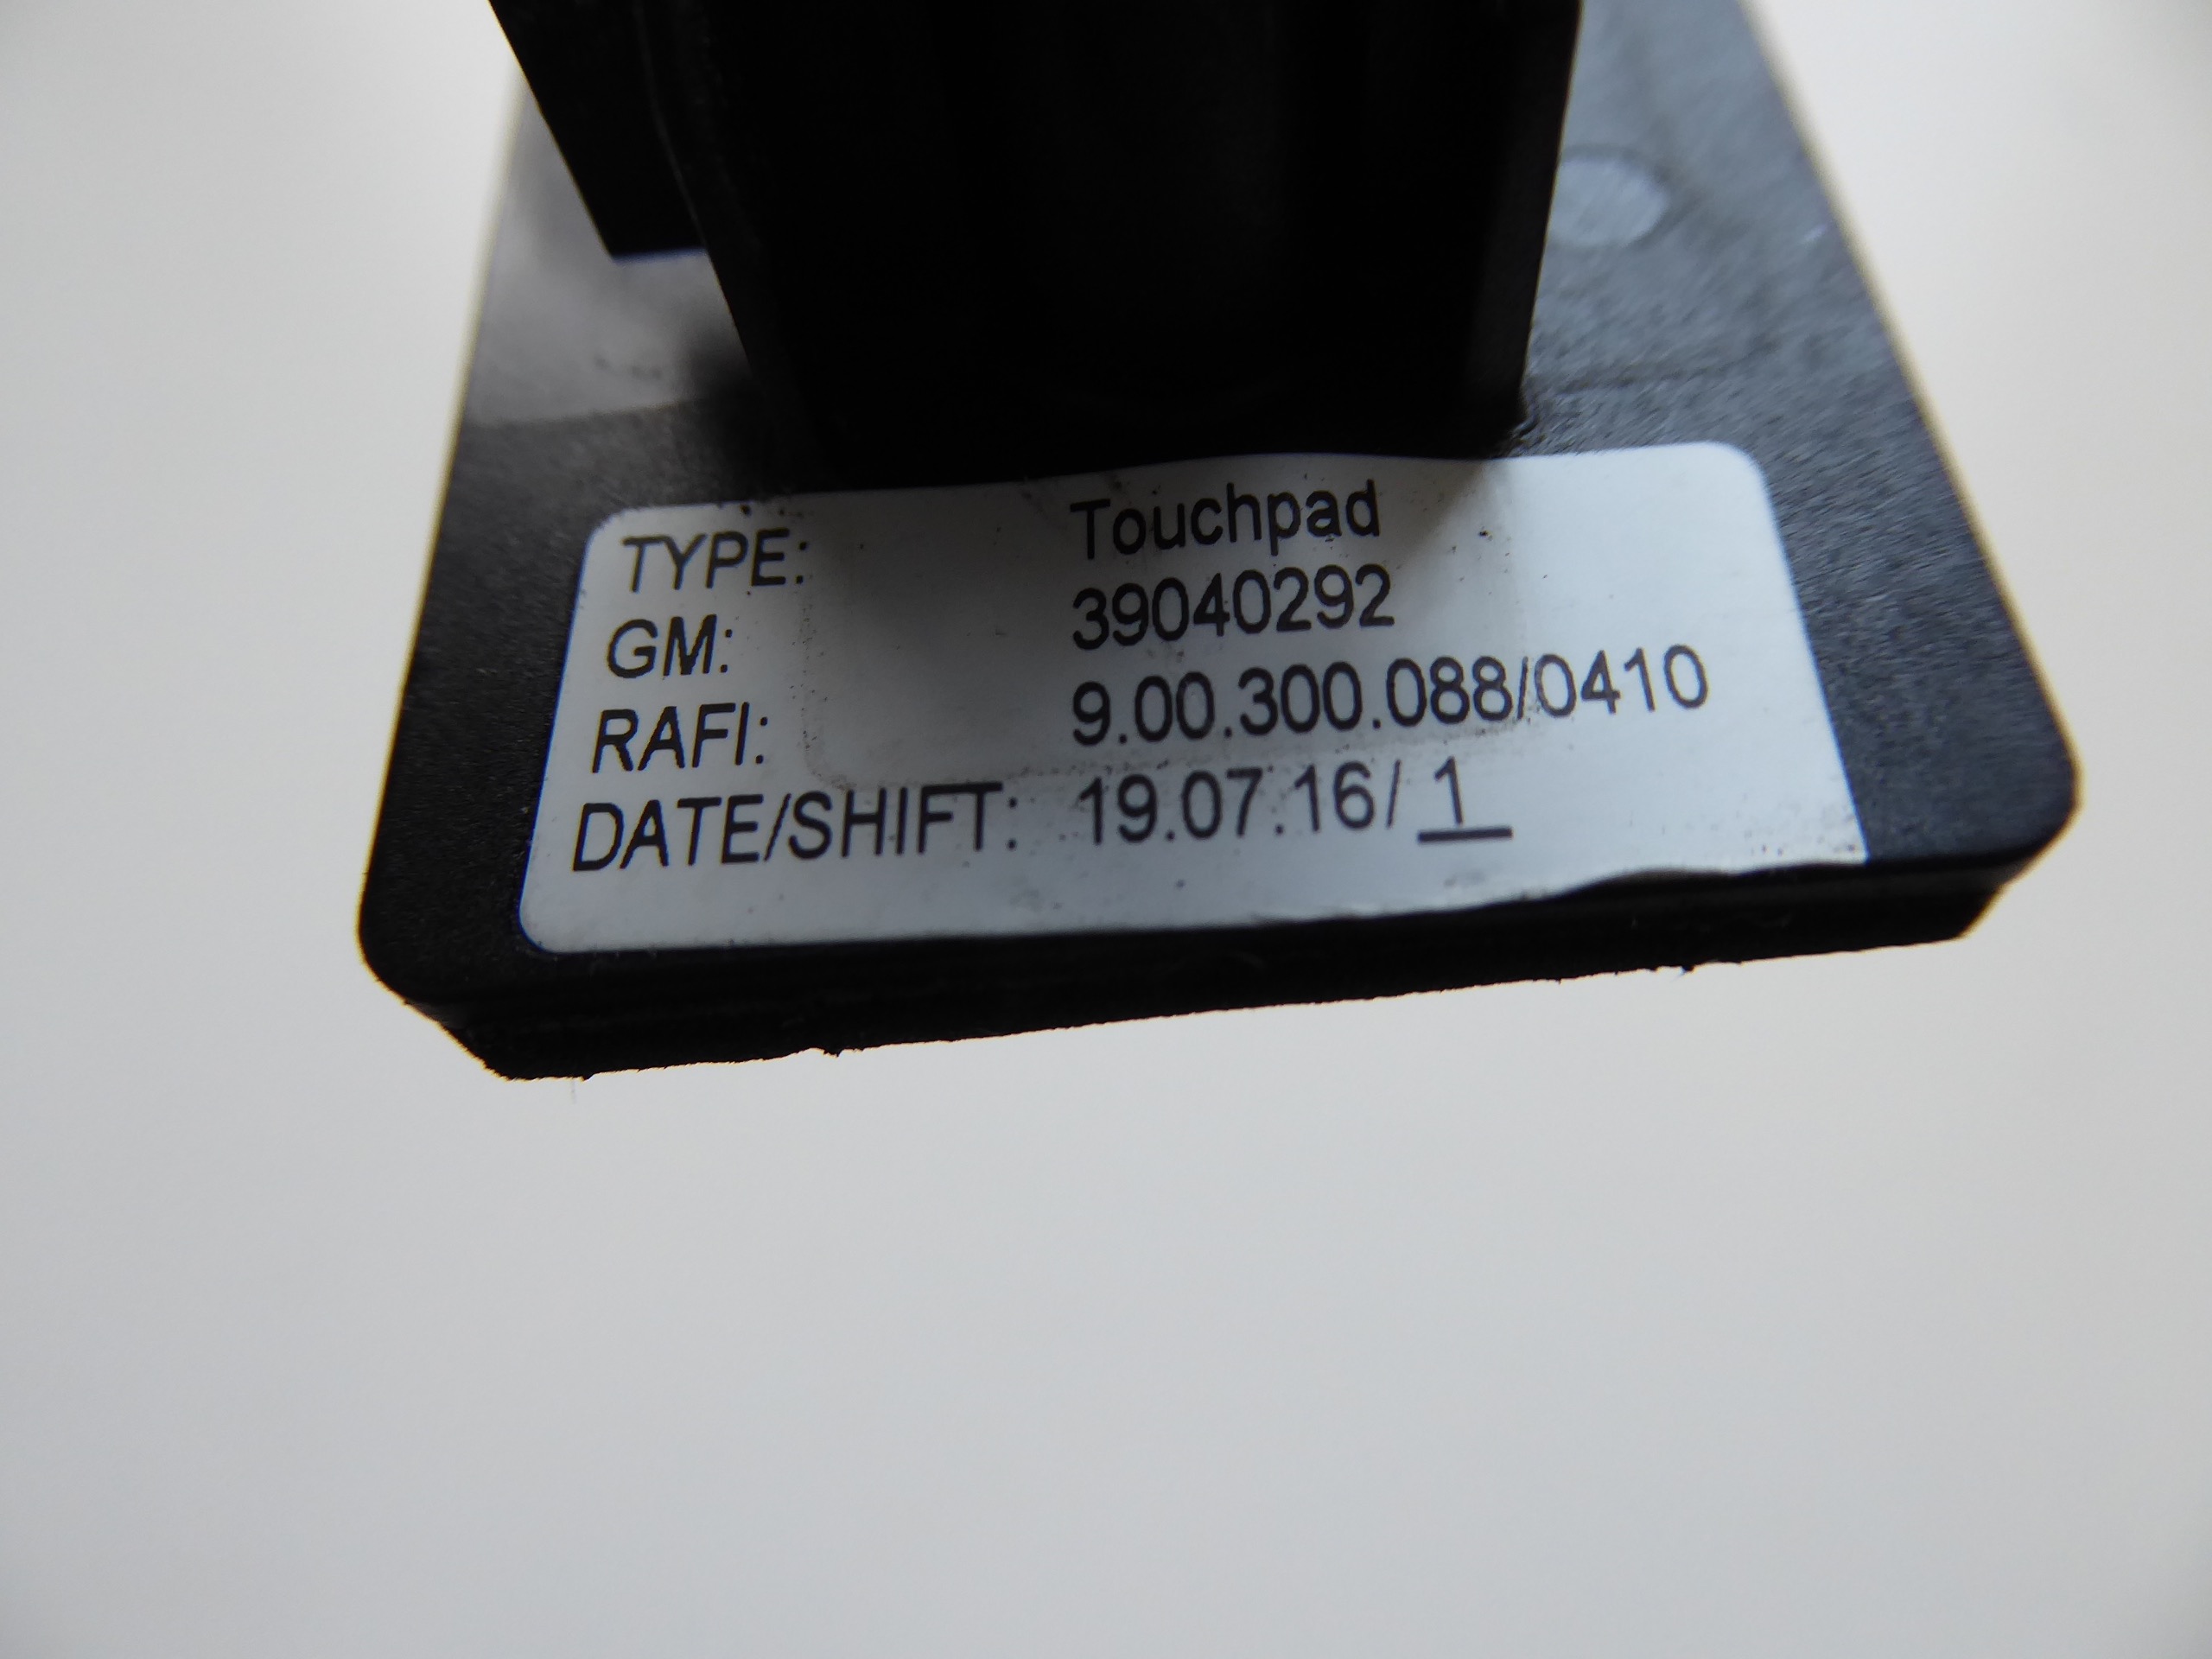 TYPE: Touchpad
GM: 39040292
RAFI: 9.00.300.088/0410
DATE/SHIFT: 19.07.16/ 1